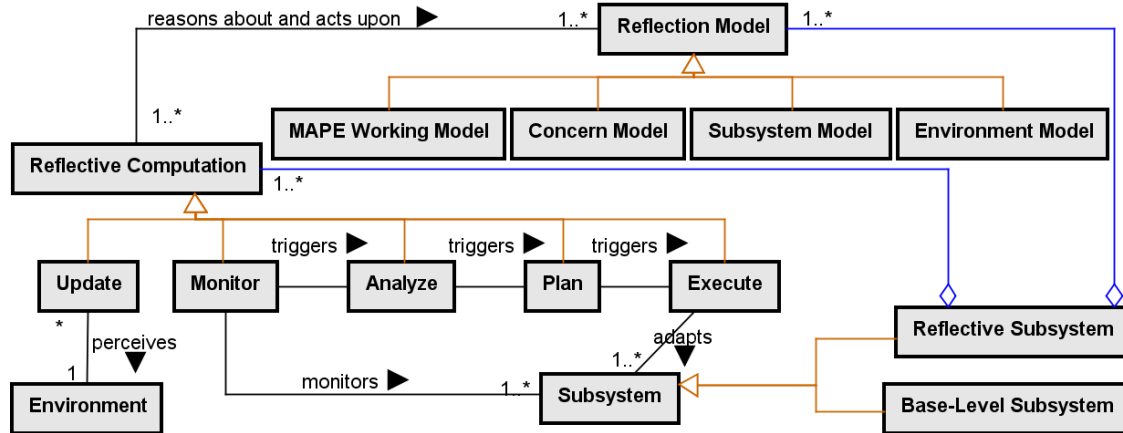 reasons about and acts upon
1..*
1..*
Reflection Model
MAPE Working Model
Concern Model
Subsystem Model
Environment Model
1..*
Reflective Computation
1..*
triggers
triggers
triggers
Update
Monitor
Analyze
Plan
Execute
*
perceives
1
adapts
1..*
Reflective Subsystem
monitors
1..*
Environment
Subsystem
Base-Level Subsystem